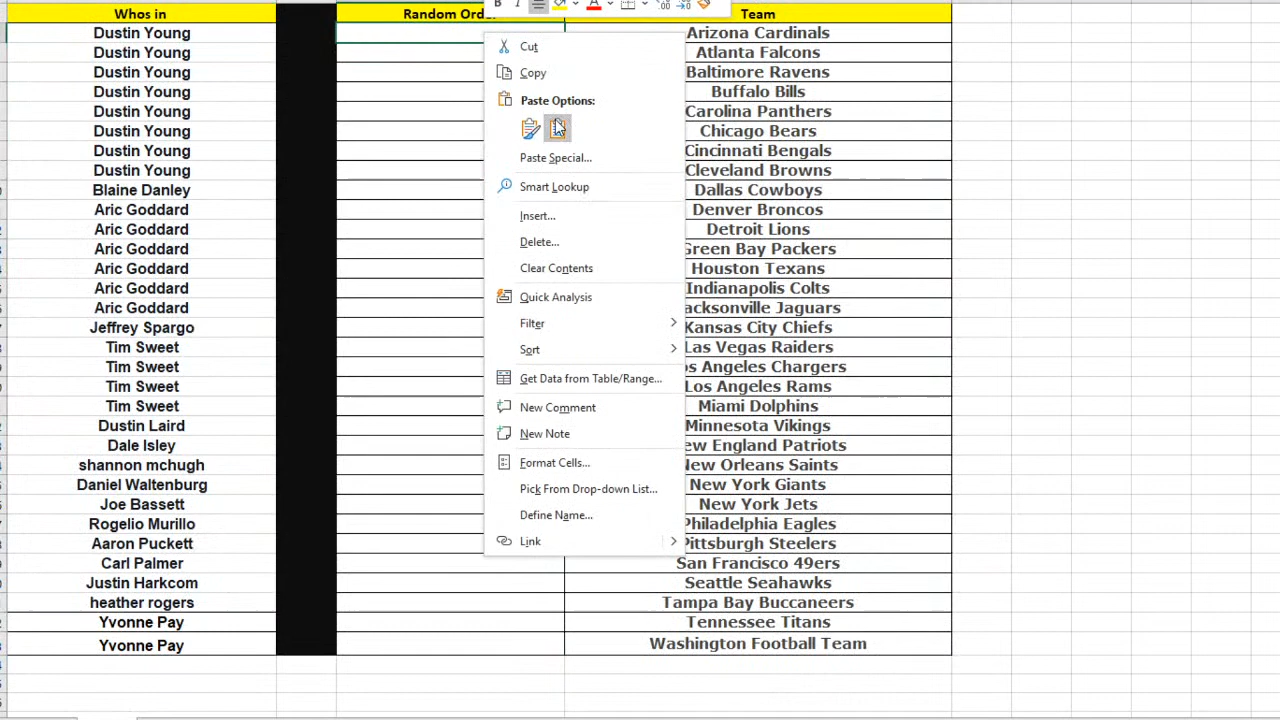 Whos in Random Order Team
Dustin Young Arizona Cardinals
Dustin Young Atlanta Falcons
Dustin Young Baltimore Ravens
Dustin Young Buffalo Bills
Dustin Young Carolina Panthers
Dustin Young Chicago Bears
Dustin Young Cincinnati Bengals
Dustin Young Cleveland Browns
Blaine Danley Dallas Cowboys
Aric Goddard Denver Broncos
Aric Goddard Detroit Lions
Aric Goddard Green Bay Packers
Aric Goddard Houston Texans
Aric Goddard Indianapolis Colts
Aric Goddard acksonville Jaguars
Jeffrey Spargo Kansas City Chiefs
Tim Sweet Las Vegas Raiders
Tim Sweet os Angeles Chargers
Tim Sweet Los Angeles Rams
Tim Sweet Miami Dolphins
Dustin Laird Minnesota Vikings
Dale Isley ew England Patriots
shannon mchugh New Orleans Saints
Daniel Waltenburg New York Giants
Joe Bassett New York Jets
Rogelio Murillo Philadelphia Eagles
Aaron Puckett Pittsburgh Steelers
Carl Palmer San Francisco 49ers
Justin Harkcom Seattle Seahawks
heather rogers Tampa Bay Buccaneers
Yvonne Pay Tennessee Titans
Yvonne Pay Washington Football Team
Cut
Copy
Paste Options:
Paste Special...
Smart Lookup
Insert...
Delete...
Clear Contents
Quick Analysis
Filter
Sort
Get Data from Table/Range...
New Comment
New Note
Format Cells...
Pick From Drop-down List...
Define Name...
Link